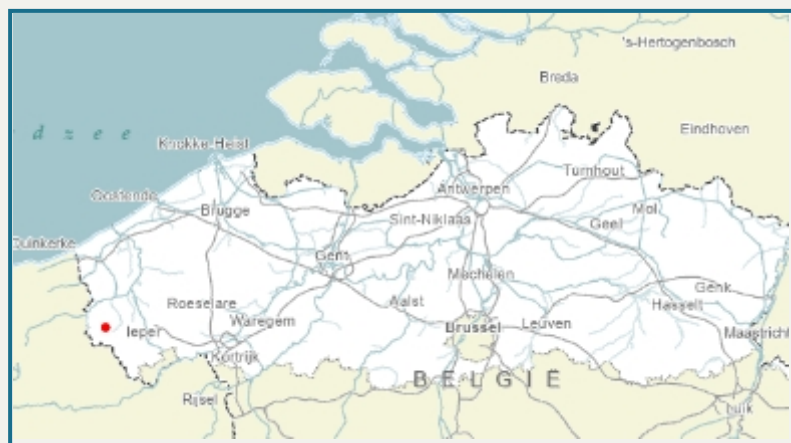 's-Hertogenbosch
Breda
Eindhoven
d z e e
Knokke-Heist
Turnhout
Antwerpen
Oostende
Brugge
Sint-Niklaas
Mol
Geel
Duinkerke
Gent
Mechelen
Genk
Roeselare
Aalst
Hasselt
Ieper
Waregem
Brussel
Leuven
Maastricht
Kortrijk
BELGIË
Rijsel
Luik